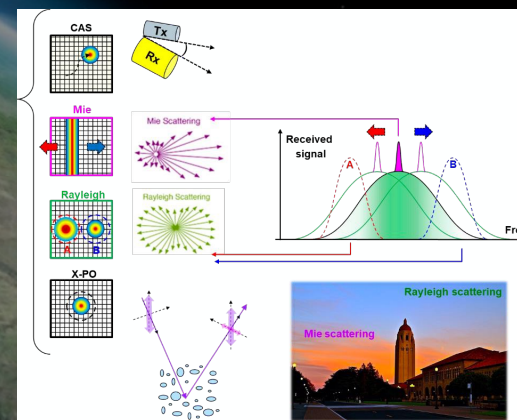 CAS
Tx
Rx
Mie
Mie Scattering
Received
signal
A
B
Rayleigh
Rayleigh Scattering
A
B
Fre
X-PO
Rayleigh scattering
Mie scattering